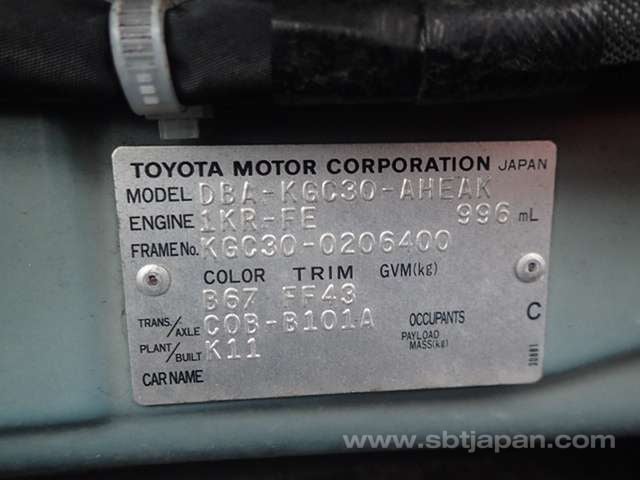 TOYOTA MOTOR CORPORATION JAPAN
MODEL DBA-KGC30-AHEAK
ENGINE 1KR-FE 996 mL
FRAME No. KGC30-0206400
COLOR TRIM GVM(kg)
B67 FF43
TRANS./AXLE C0B-B101A OCCUPANTS C
PLANT/BUILT K11 PAYLOAD MASS(kg)
CAR NAME
www.sbtjapan.com